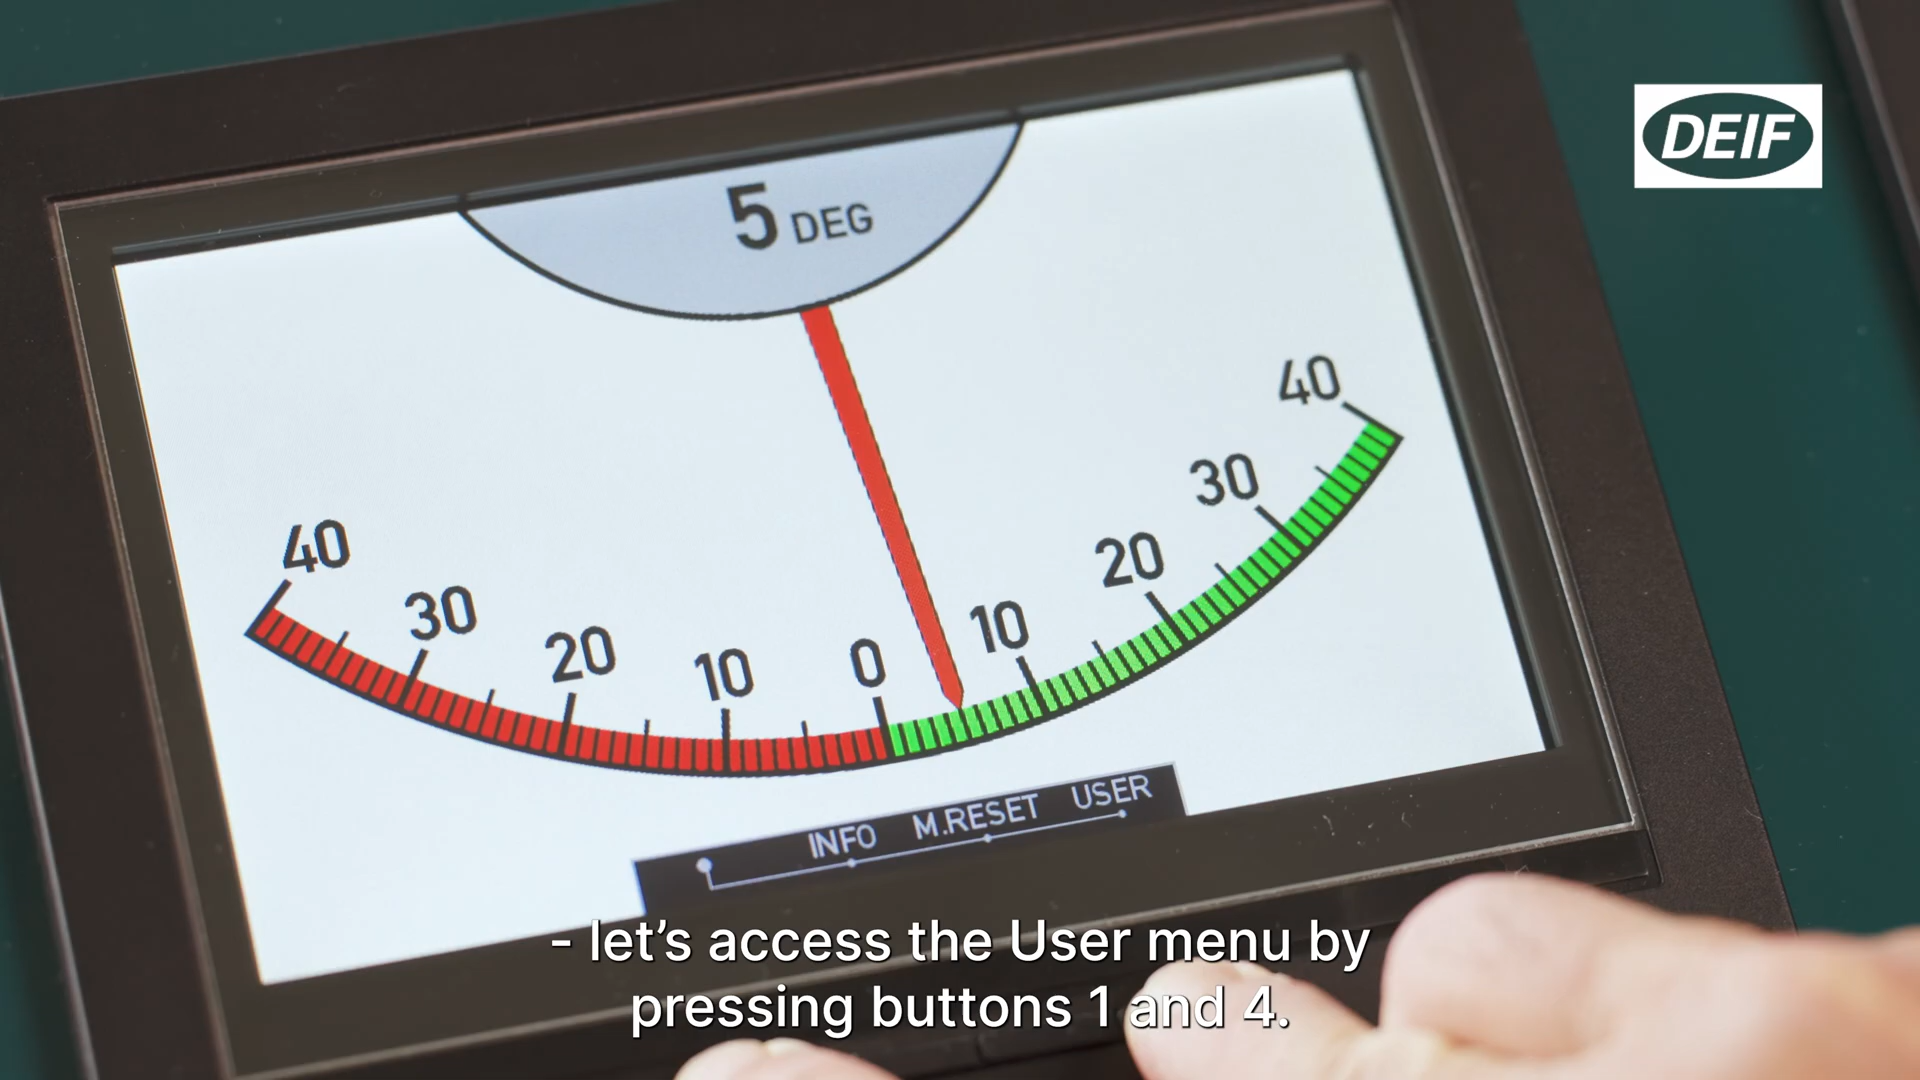 DEIF
5 DEG
40
30
20
10
0
10
20
30
40
INFO M.RESET USER
- let's access the User menu by
pressing buttons 1 and 4.